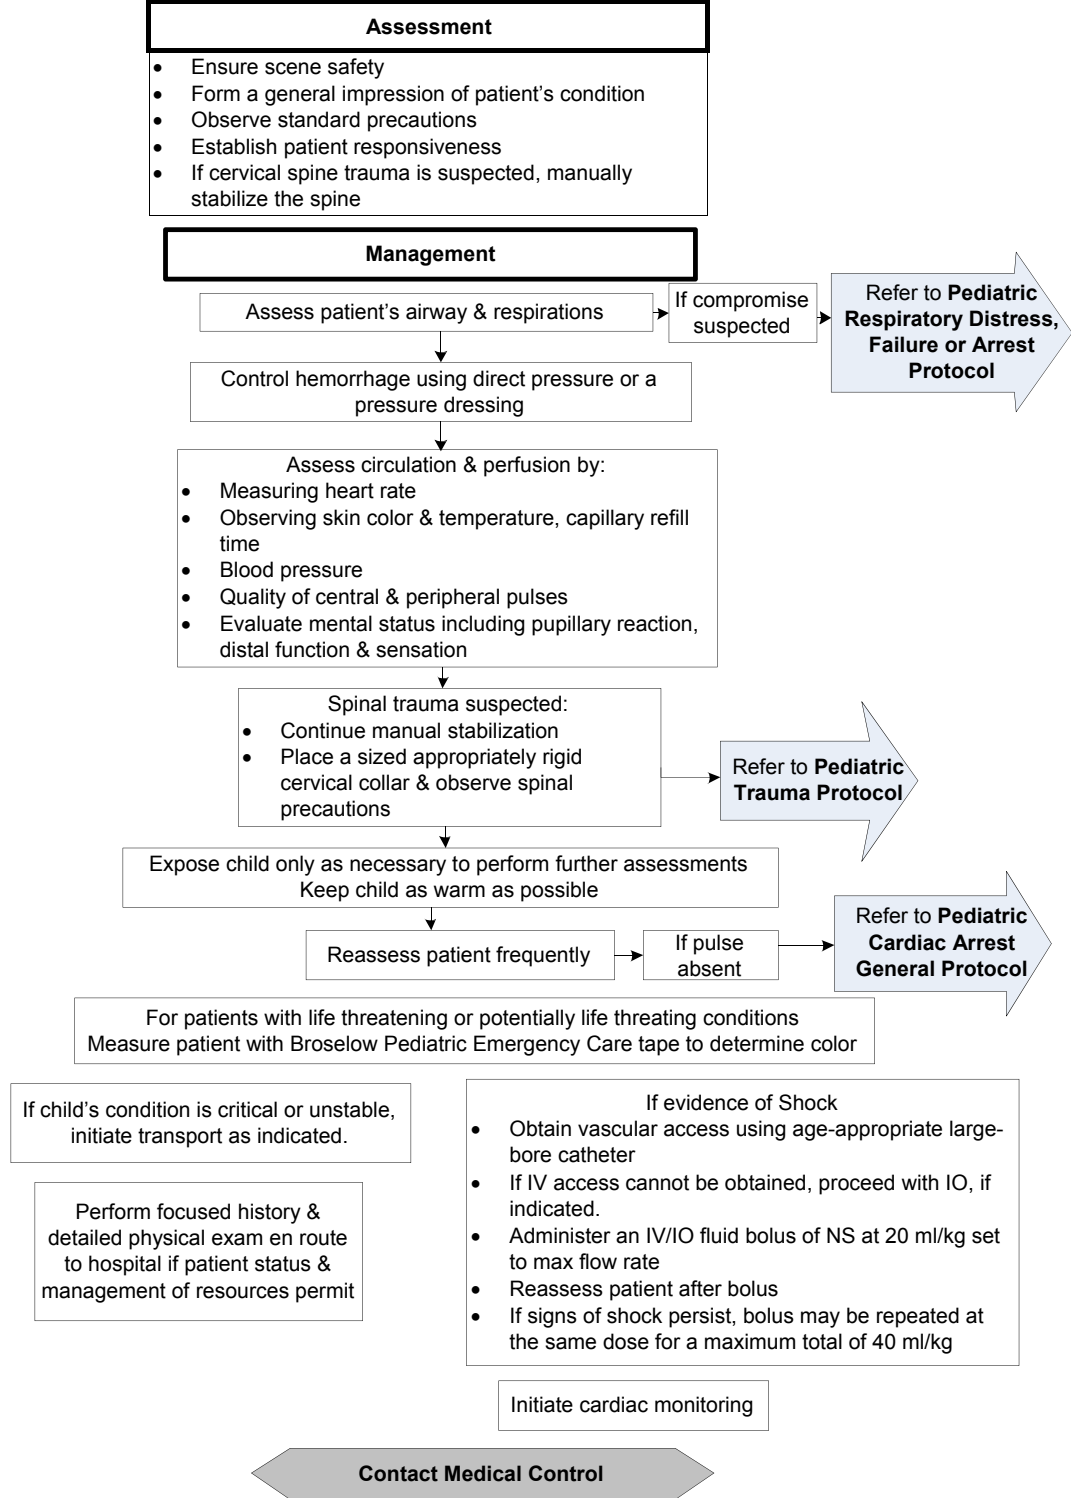 Assessment
• Ensure scene safety
• Form a general impression of patient's condition
• Observe standard precautions
• Establish patient responsiveness
• If cervical spine trauma is suspected, manually
stabilize the spine
Management
Assess patient's airway & respirations
If compromise
suspected
Refer to Pediatric
Respiratory Distress,
Failure or Arrest
Protocol
Control hemorrhage using direct pressure or a
pressure dressing
Assess circulation & perfusion by:
• Measuring heart rate
• Observing skin color & temperature, capillary refill
time
• Blood pressure
• Quality of central & peripheral pulses
• Evaluate mental status including pupillary reaction,
distal function & sensation
Spinal trauma suspected:
• Continue manual stabilization
• Place a sized appropriately rigid
cervical collar & observe spinal
precautions
Refer to Pediatric
Trauma Protocol
Expose child only as necessary to perform further assessments
Keep child as warm as possible
Reassess patient frequently
If pulse
absent
Refer to Pediatric
Cardiac Arrest
General Protocol
For patients with life threatening or potentially life threating conditions
Measure patient with Broselow Pediatric Emergency Care tape to determine color
If child's condition is critical or unstable,
initiate transport as indicated.
Perform focused history &
detailed physical exam en route
to hospital if patient status &
management of resources permit
If evidence of Shock
• Obtain vascular access using age-appropriate large-
bore catheter
• If IV access cannot be obtained, proceed with IO, if
indicated.
• Administer an IV/IO fluid bolus of NS at 20 ml/kg set
to max flow rate
• Reassess patient after bolus
• If signs of shock persist, bolus may be repeated at
the same dose for a maximum total of 40 ml/kg
Initiate cardiac monitoring
Contact Medical Control